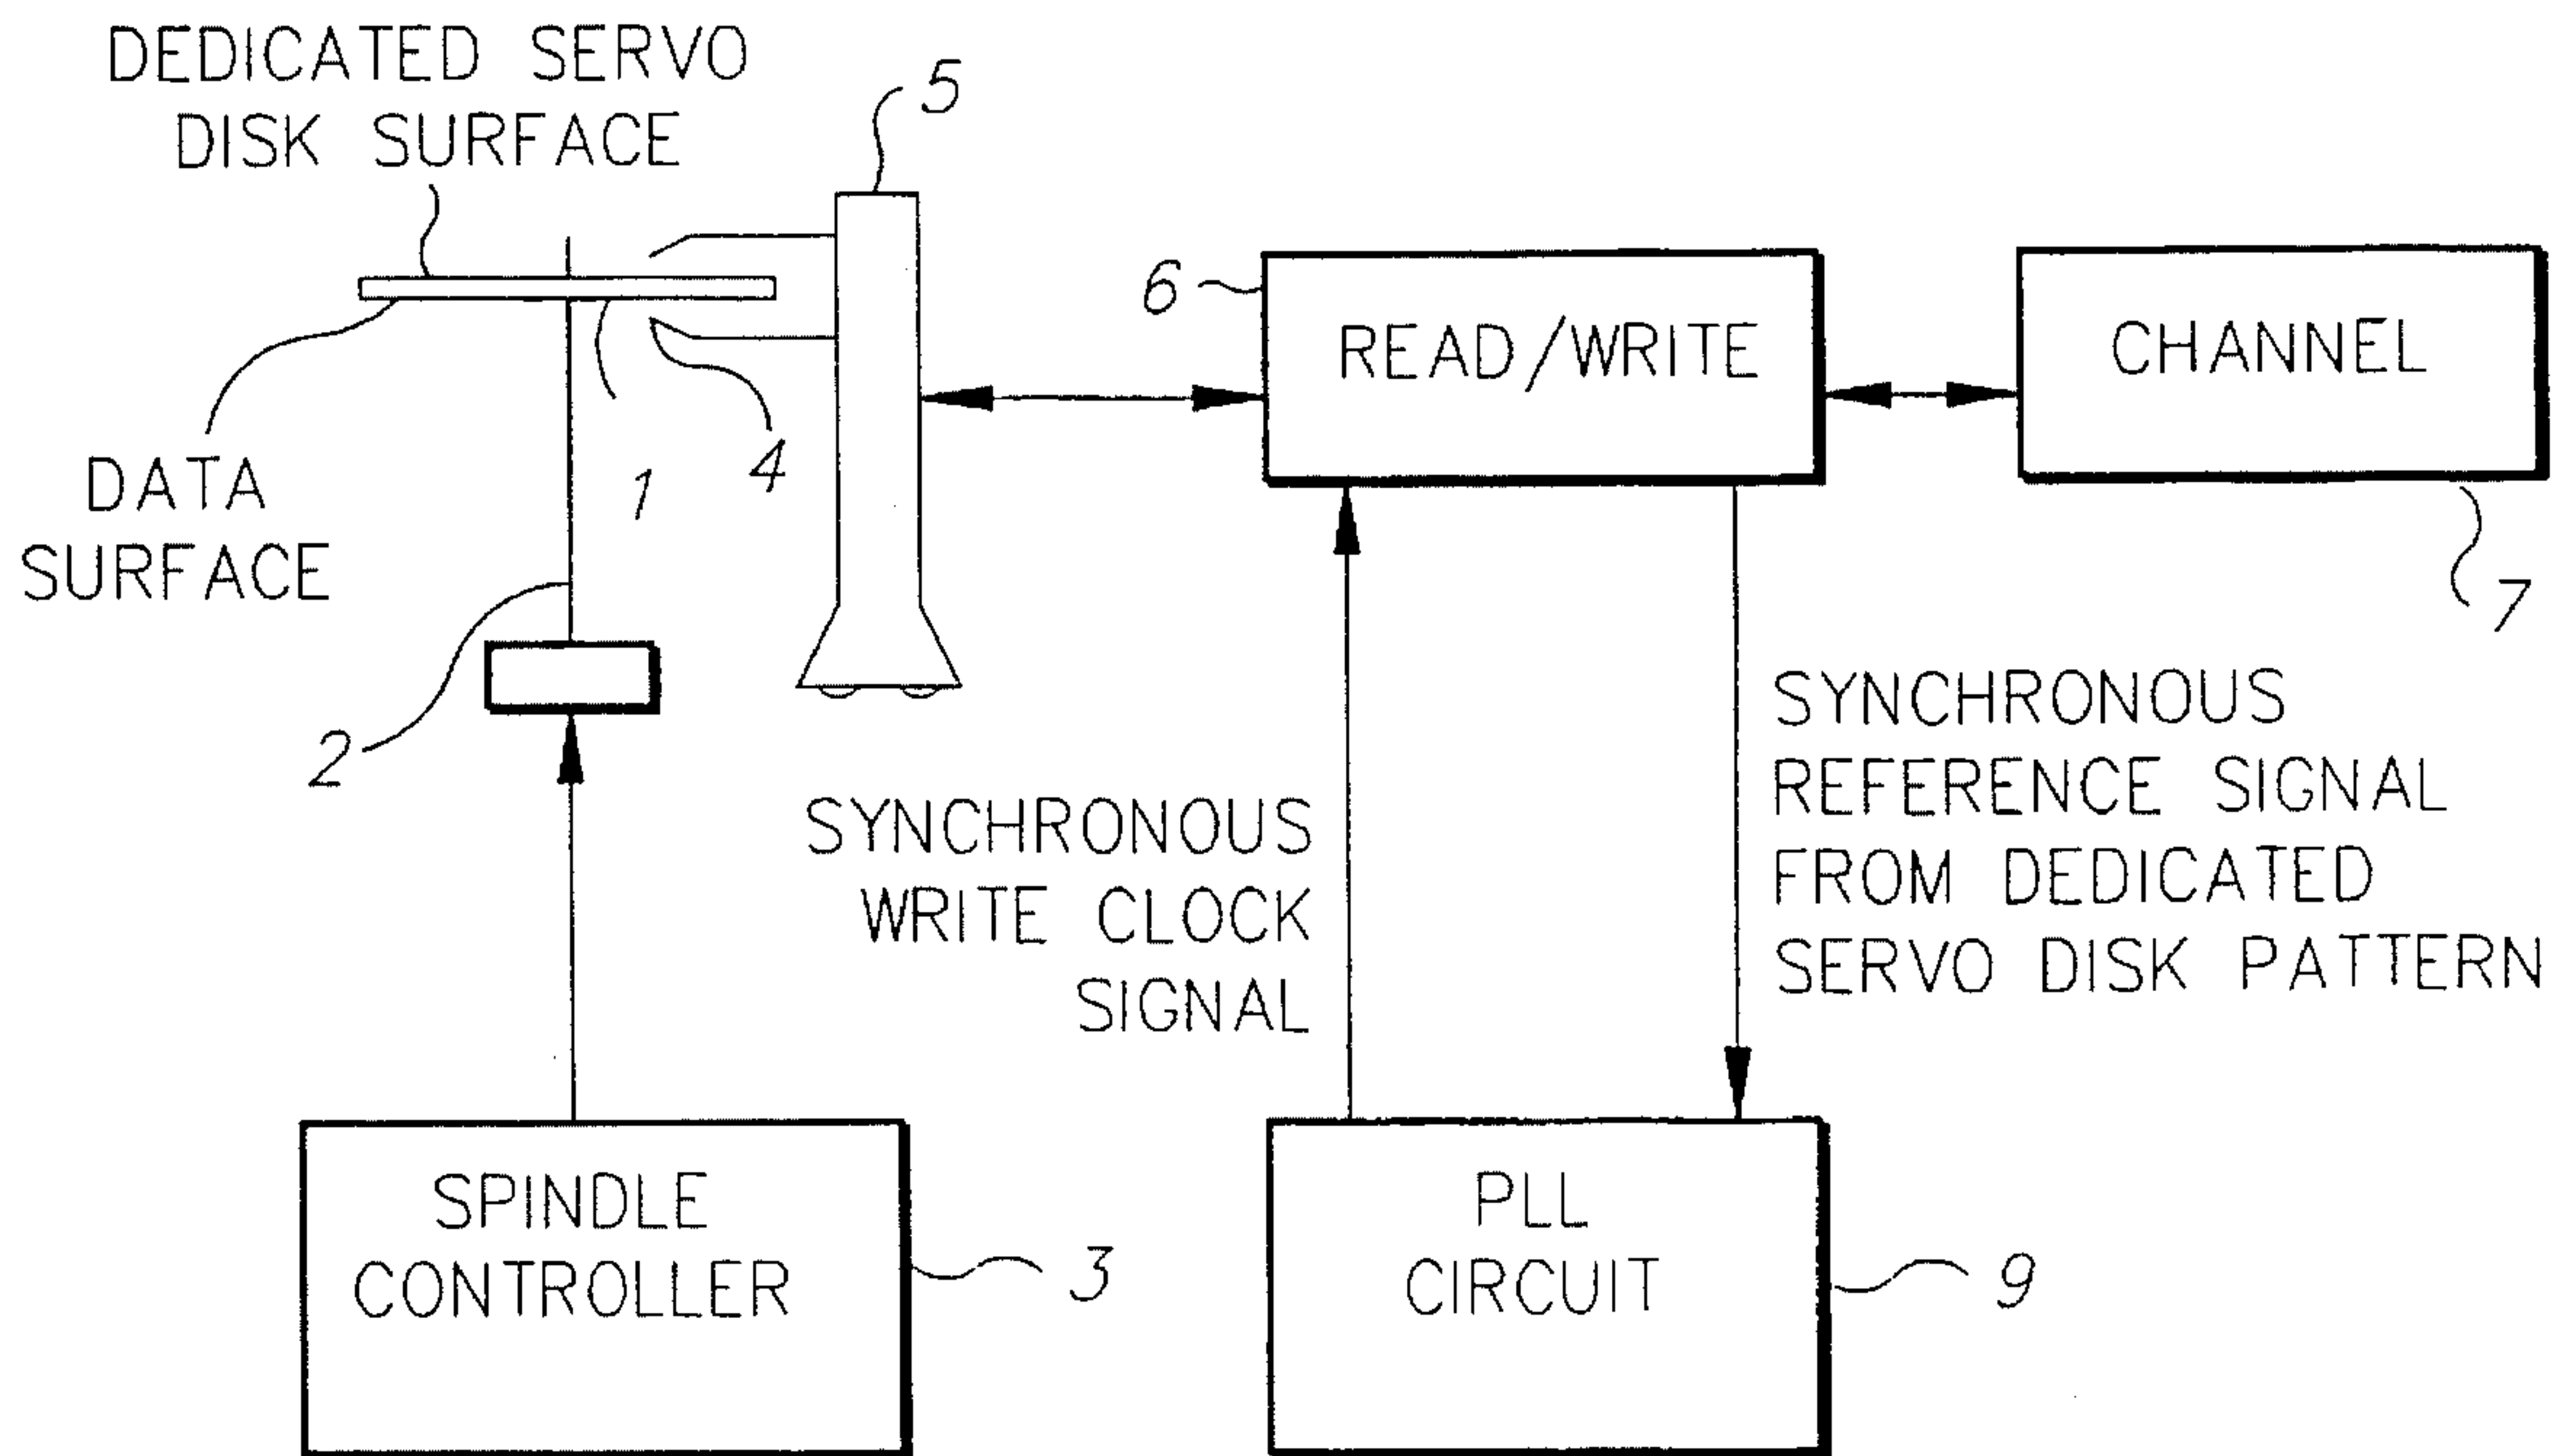 DEDICATED SERVO
DISK SURFACE
5
6
READ/WRITE
CHANNEL
DATA
SURFACE
1
4
7
2
SYNCHRONOUS
WRITE CLOCK
SIGNAL
SYNCHRONOUS
REFERENCE SIGNAL
FROM DEDICATED
SERVO DISK PATTERN
SPINDLE
CONTROLLER
3
PLL
CIRCUIT
9